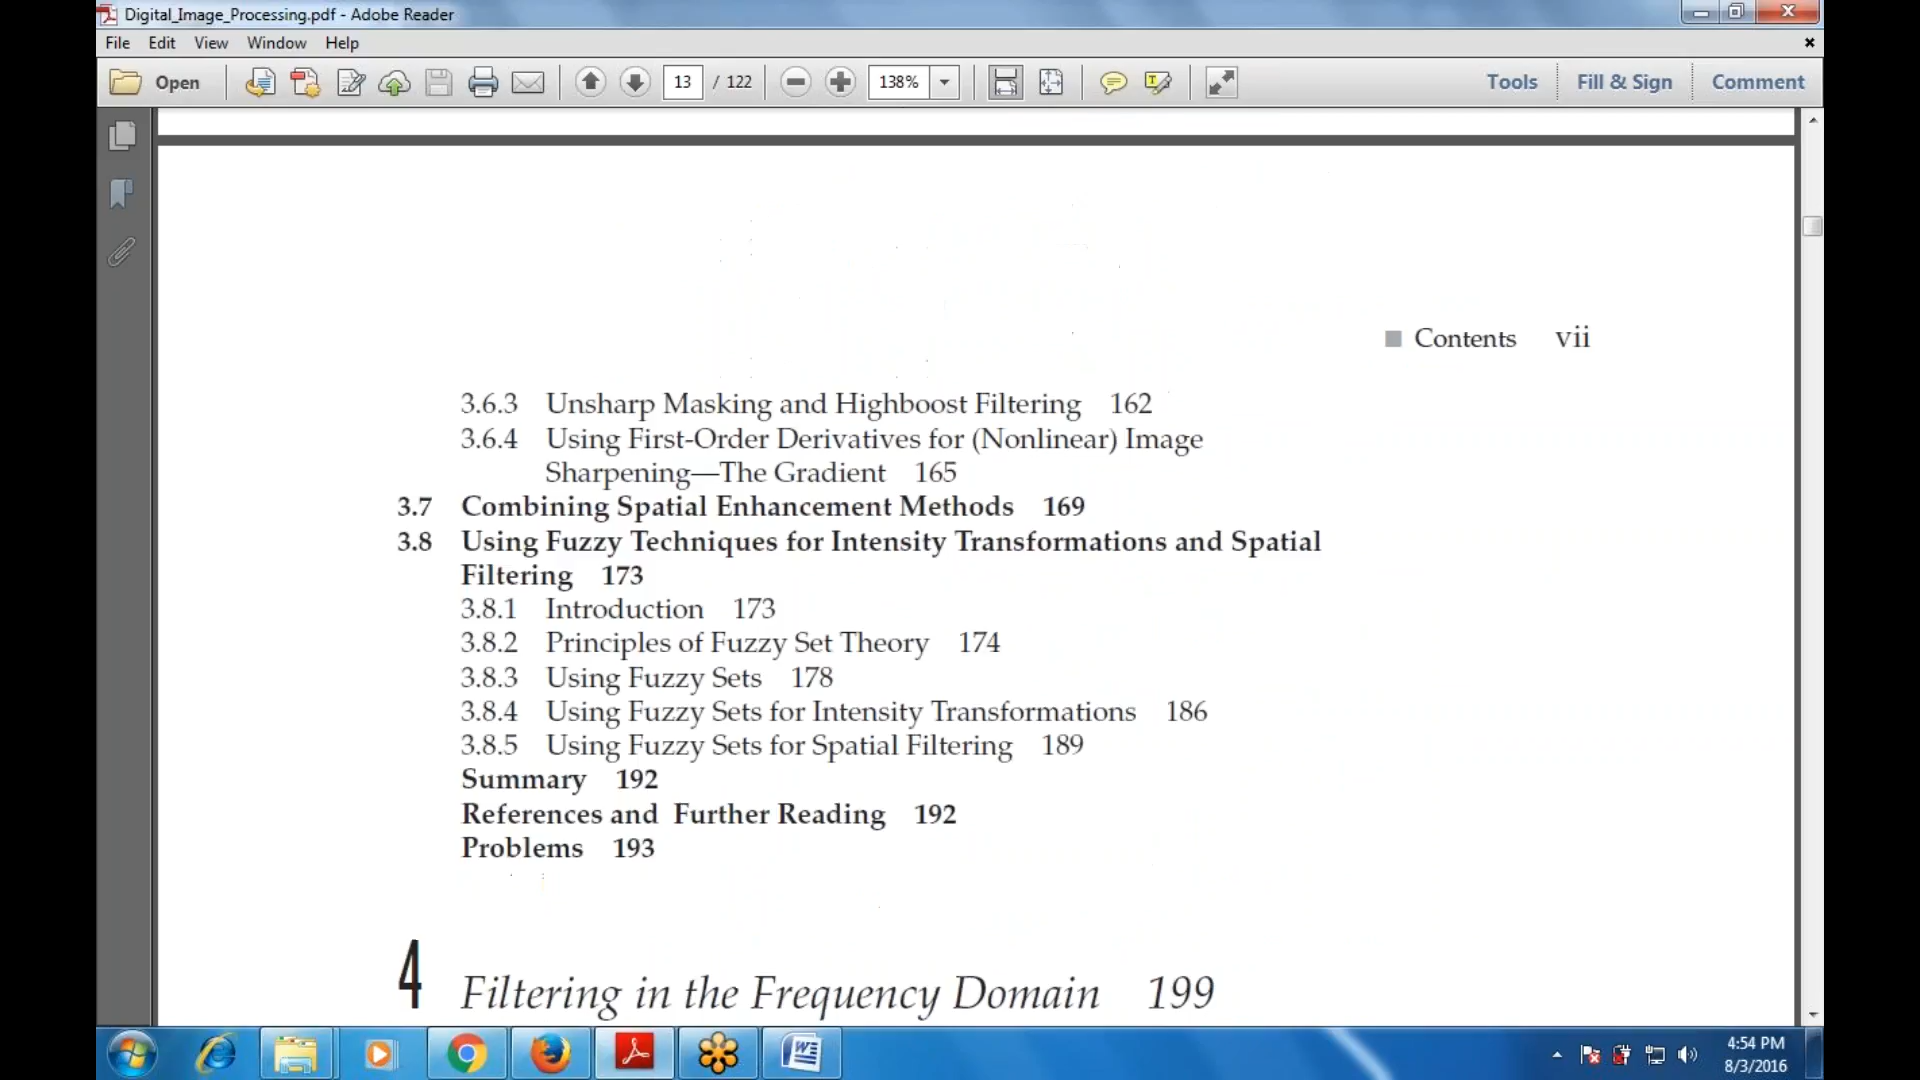 Digital_Image_Processing.pdf - Adobe Reader
File Edit View Window Help
Open 13 / 122 138% Tools Fill & Sign Comment
Contents vii
3.6.3 Unsharp Masking and Highboost Filtering 162
3.6.4 Using First-Order Derivatives for (Nonlinear) Image
Sharpening—The Gradient 165
3.7 Combining Spatial Enhancement Methods 169
3.8 Using Fuzzy Techniques for Intensity Transformations and Spatial
Filtering 173
3.8.1 Introduction 173
3.8.2 Principles of Fuzzy Set Theory 174
3.8.3 Using Fuzzy Sets 178
3.8.4 Using Fuzzy Sets for Intensity Transformations 186
3.8.5 Using Fuzzy Sets for Spatial Filtering 189
Summary 192
References and Further Reading 192
Problems 193
4 Filtering in the Frequency Domain 199
4:54 PM
8/3/2016